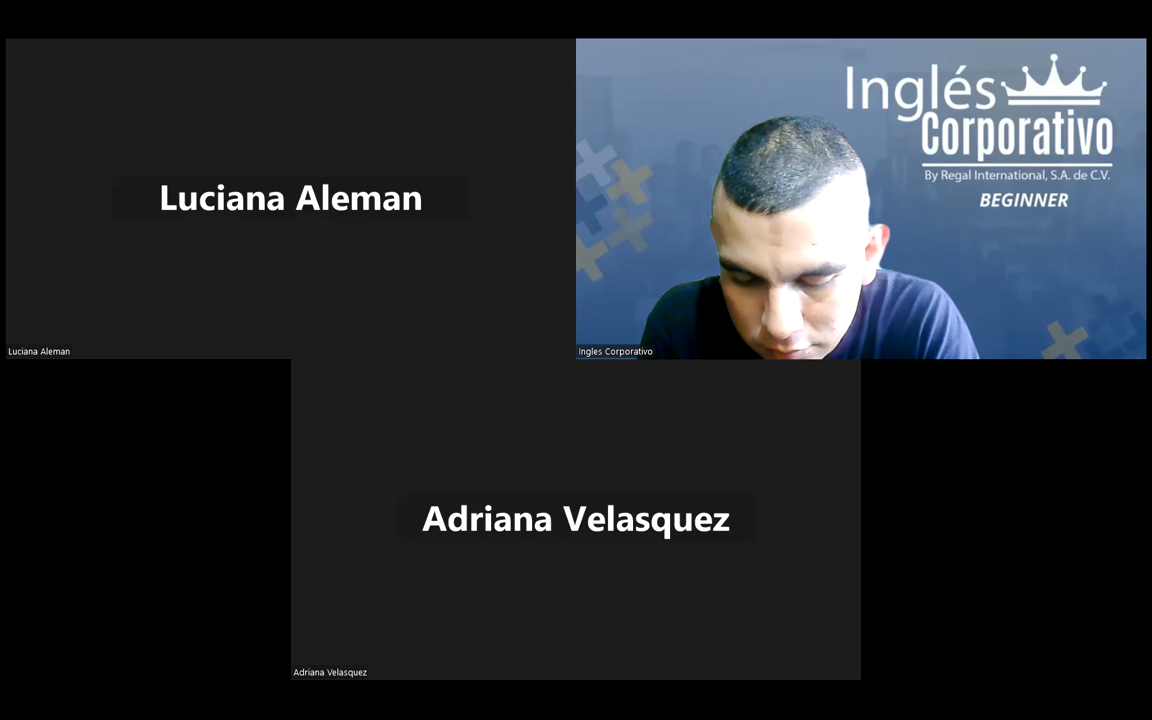 Luciana Aleman
Luciana Aleman
Inglés
Corporativo
By Regal International, S.A. de C.V.
BEGINNER
Ingles Corporativo
Adriana Velasquez
Adriana Velasquez